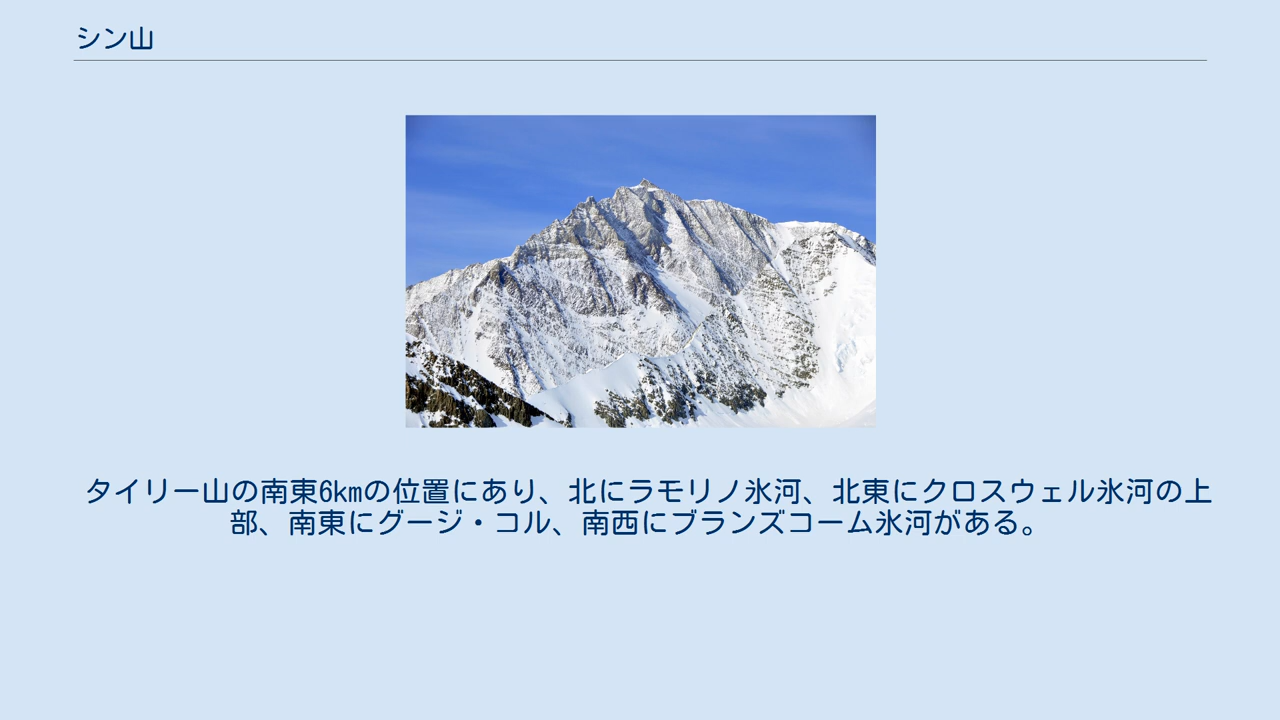 シン山
タイリー山の南東6kmの位置にあり、北にラモリノ氷河、北東にクロスウェル氷河の上
部、南東にグージ・コル、南西にブランズコーム氷河がある。